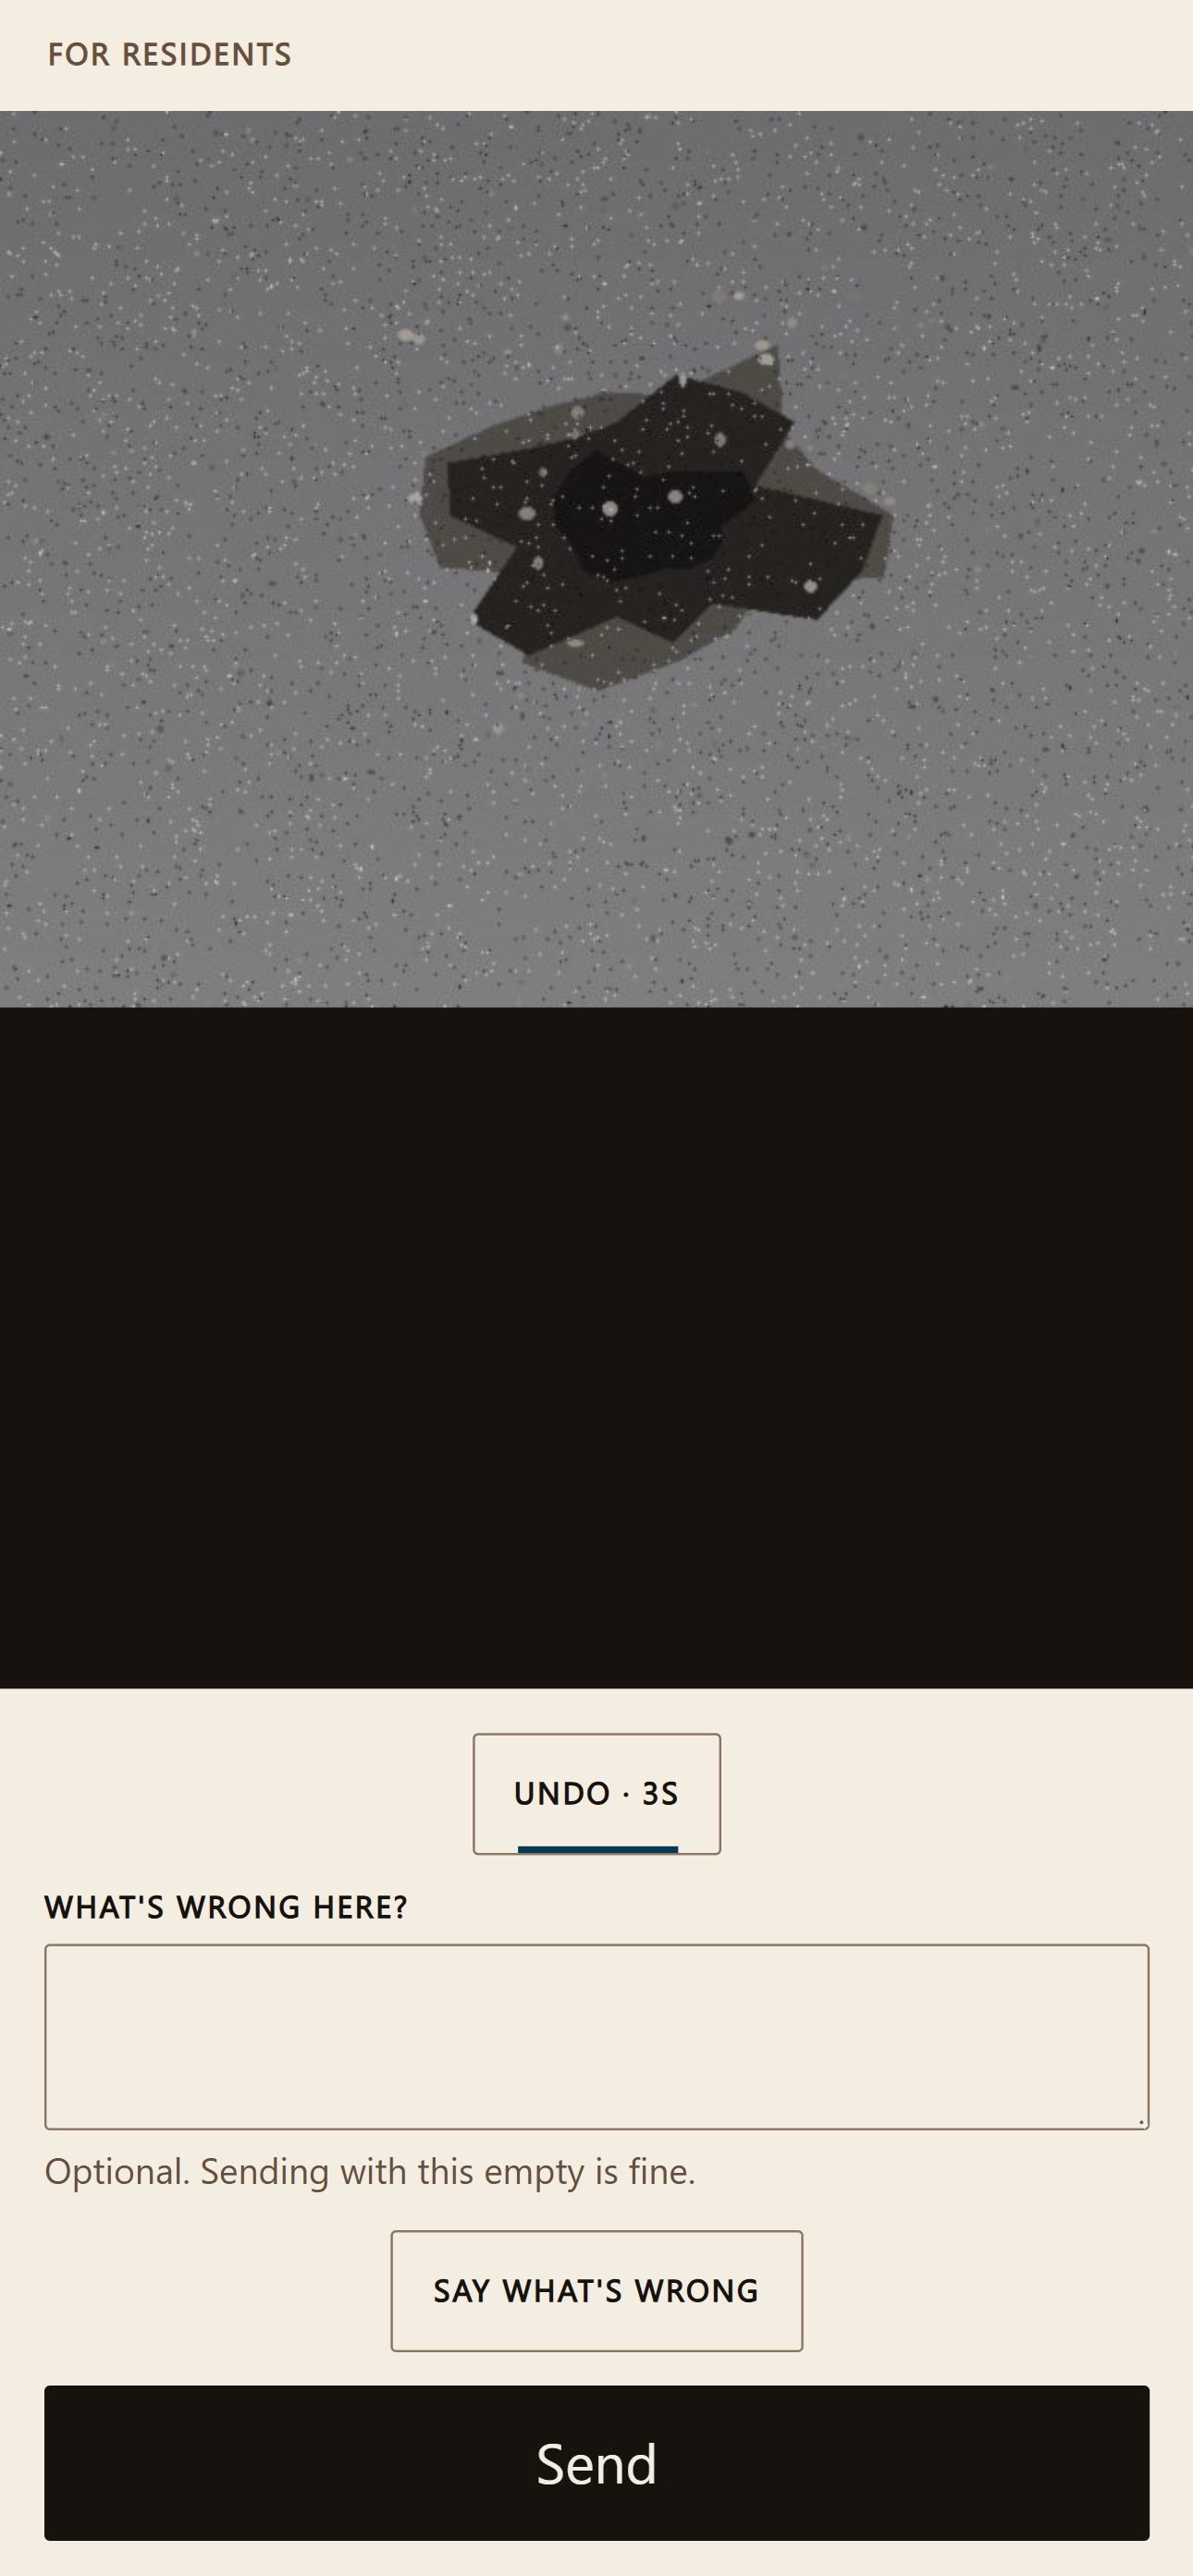 FOR RESIDENTS
UNDO · 3S
WHAT'S WRONG HERE?
Optional. Sending with this empty is fine.
SAY WHAT'S WRONG
Send